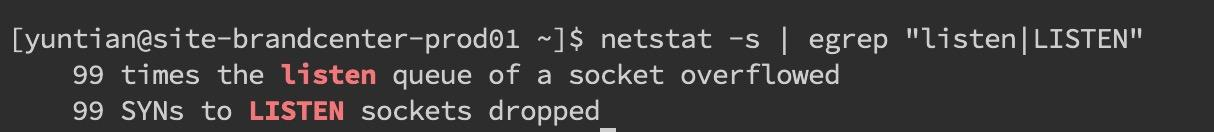 [yuntian@site-brandcenter-prod01 ~]$ netstat -s | egrep "listen|LISTEN"
    99 times the listen queue of a socket overflowed
    99 SYNs to LISTEN sockets dropped